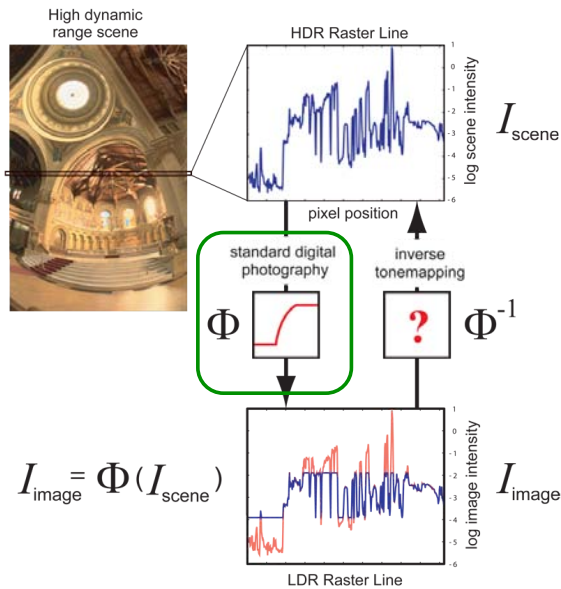 High dynamic
range scene
HDR Raster Line
1
0
-1
-2
-3
-4
-5
-6
log scene intensity
I scene
pixel position
standard digital
photography
inverse
tonemapping
Φ
?
Φ-1
1
0
-1
-2
-3
-4
-5
-6
log image intensity
I image = Φ (I scene)
I image
LDR Raster Line